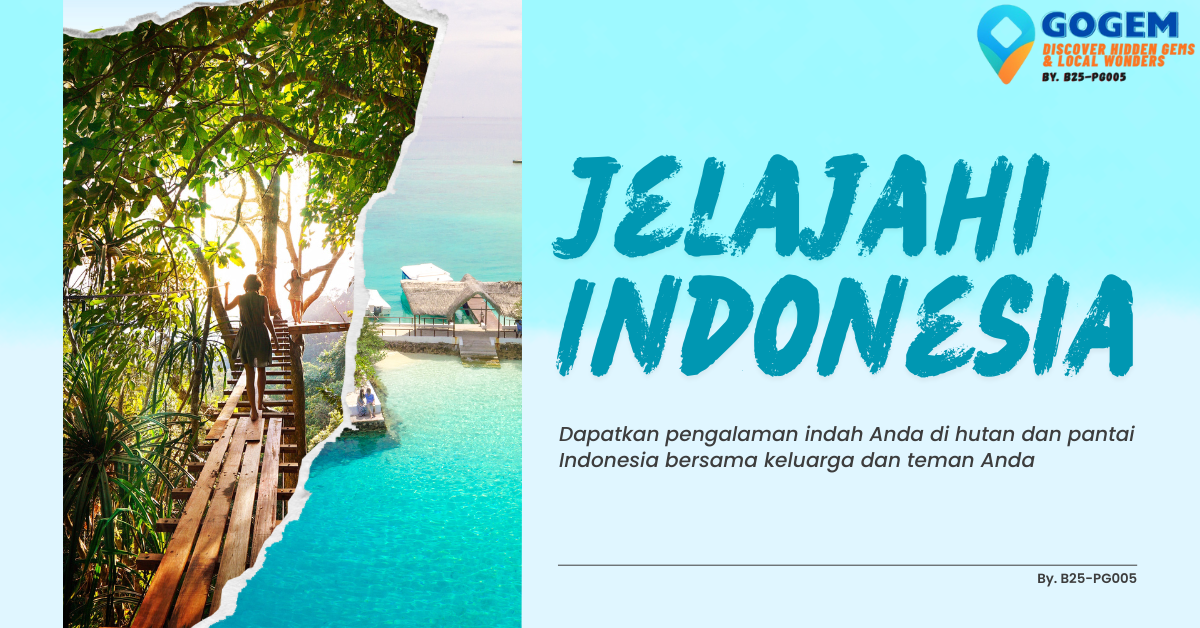 GOGEM
DISCOVER HIDDEN GEMS
& LOCAL WONDERS
BY. B25-PG005
JELAJAHI
INDONESIA
Dapatkan pengalaman indah Anda di hutan dan pantai
Indonesia bersama keluarga dan teman Anda
By. B25-PG005